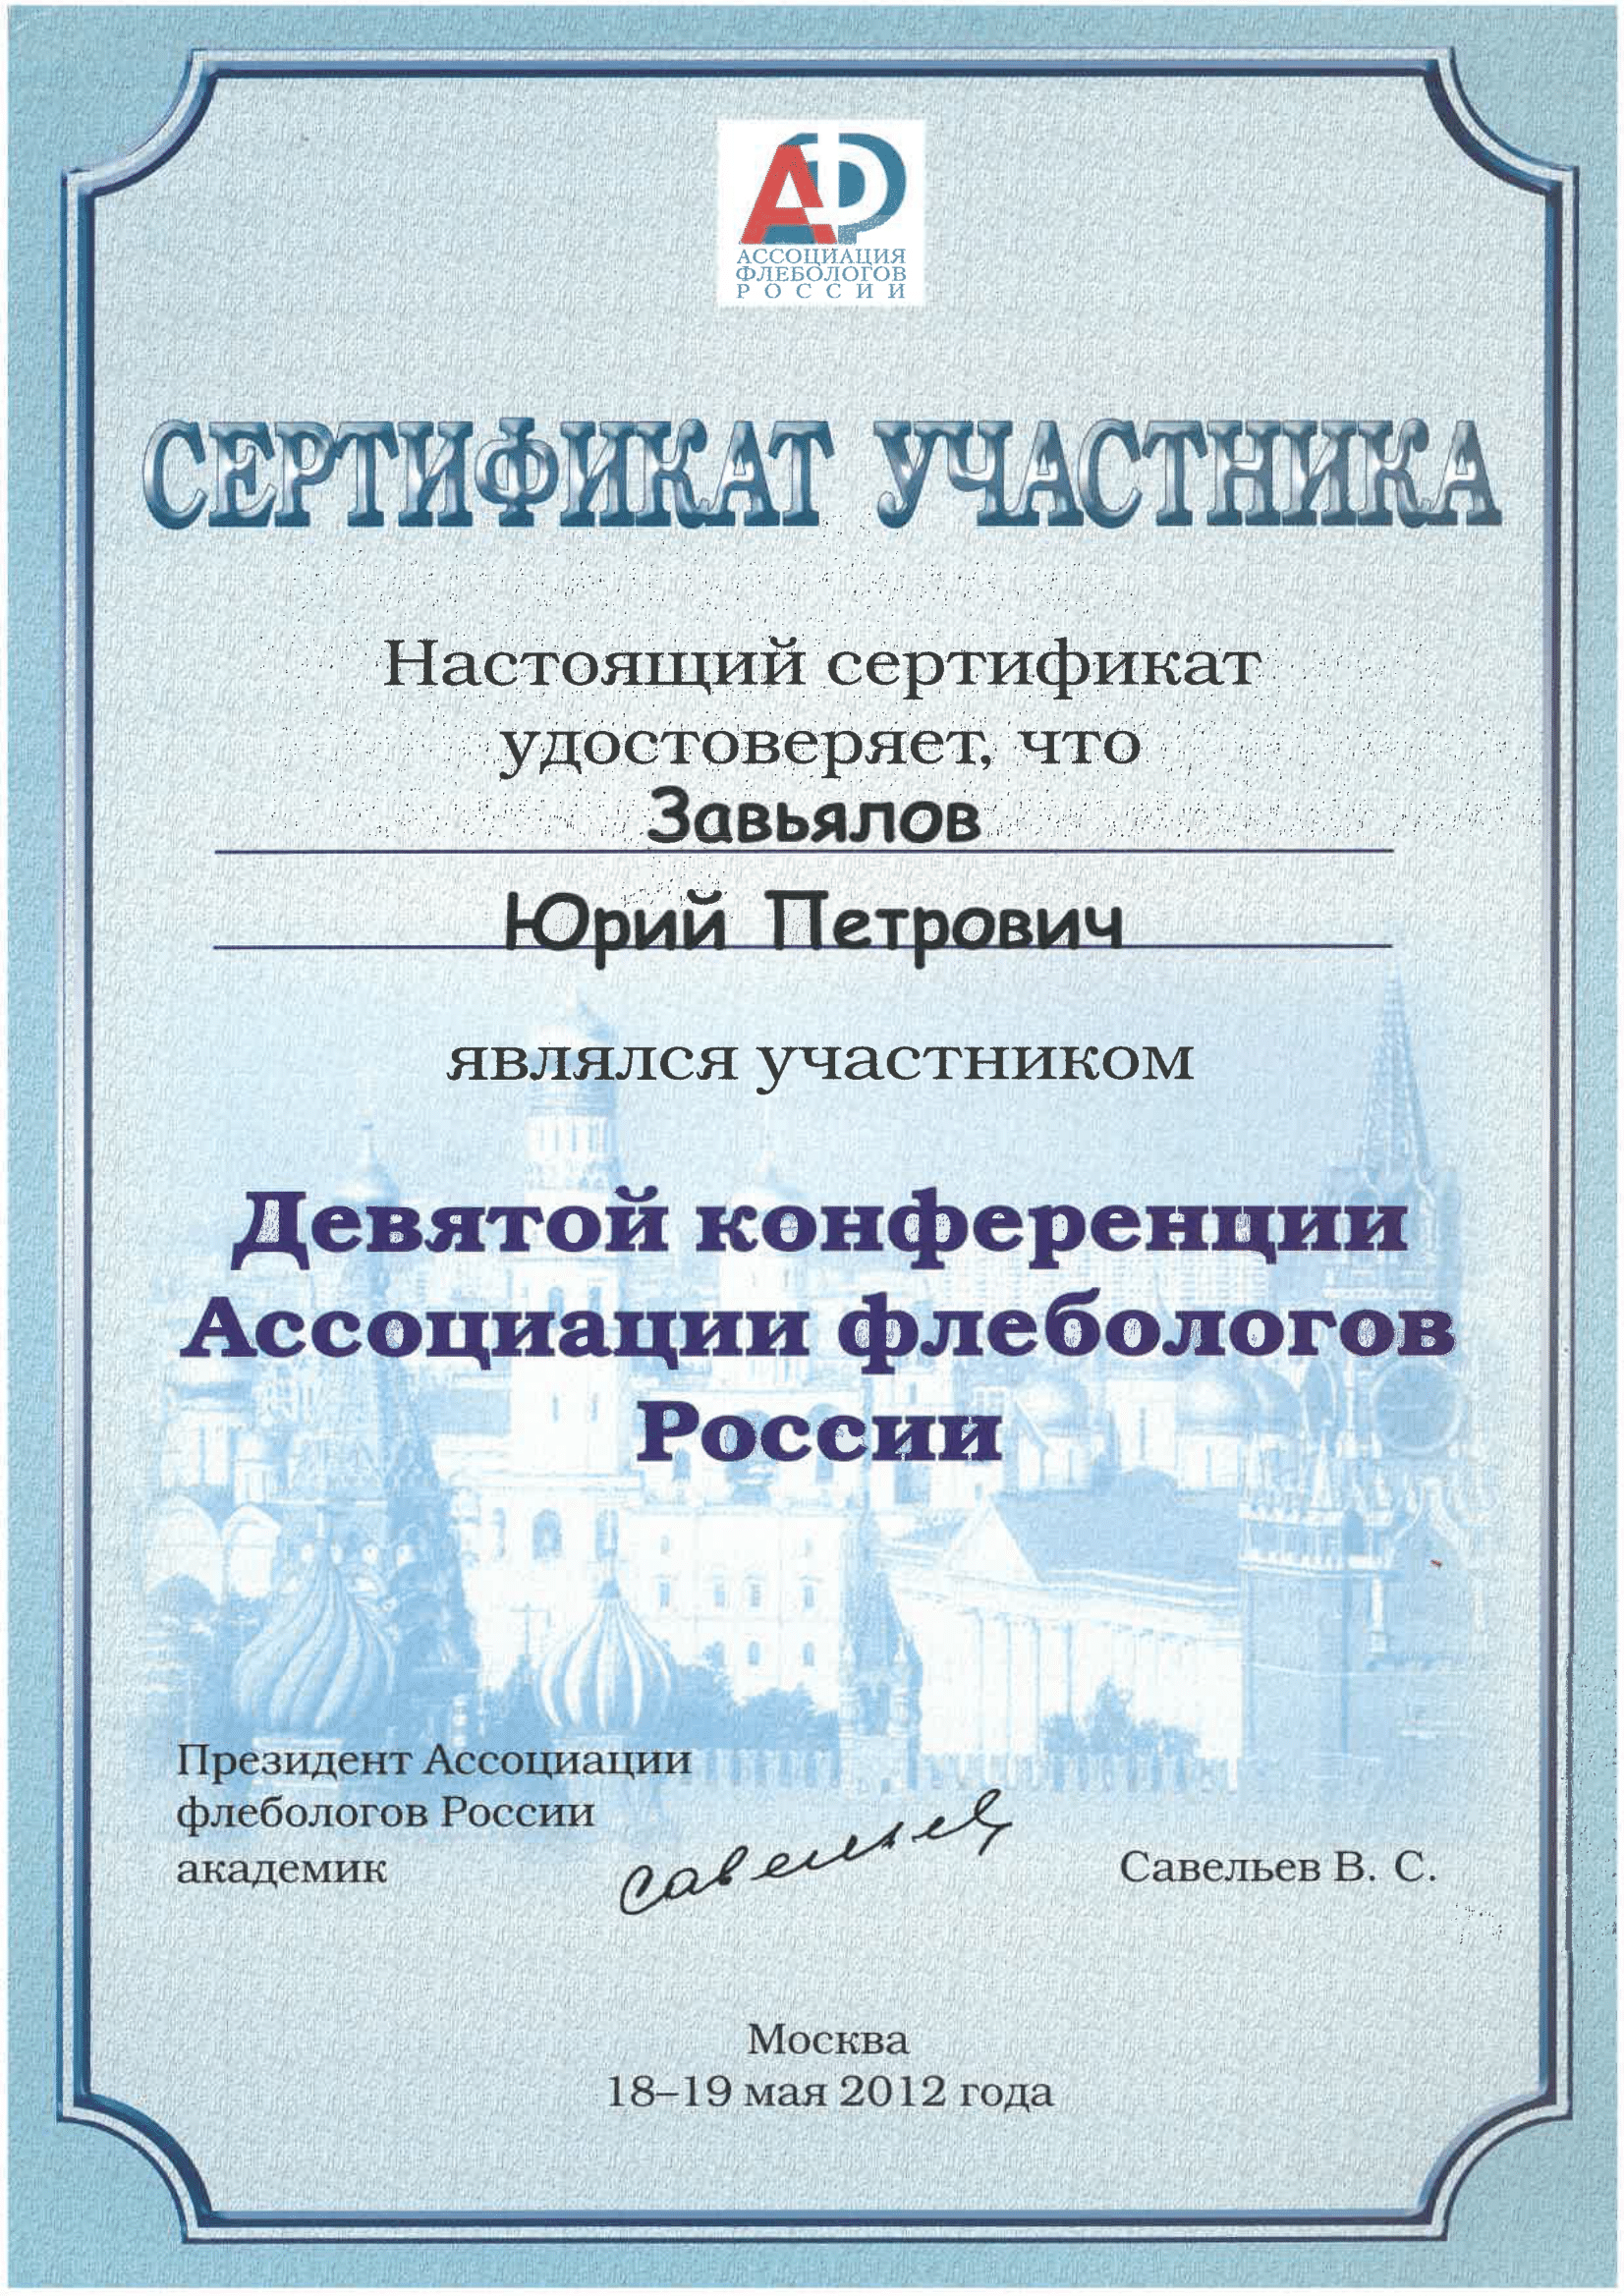 АФР
АССОЦИАЦИЯ
ФЛЕБОЛОГОВ
РОССИИ
СЕРТИФИКАТ УЧАСТНИКА
Настоящий сертификат
удостоверяет, что
Завьялов
Юрий Петрович
являлся участником
Девятой конференции
Ассоциации флебологов
России
Президент Ассоциации
флебологов России
академик Савельев Савельев В. С.
Москва
18–19 мая 2012 года